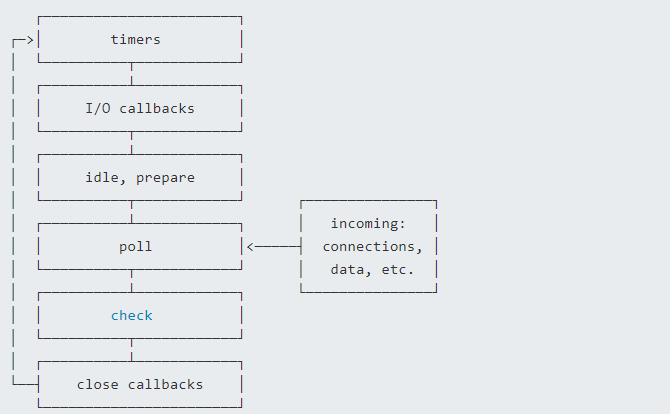 timers
I/O callbacks
idle, prepare
incoming:
poll
connections,
data, etc.
check
close callbacks